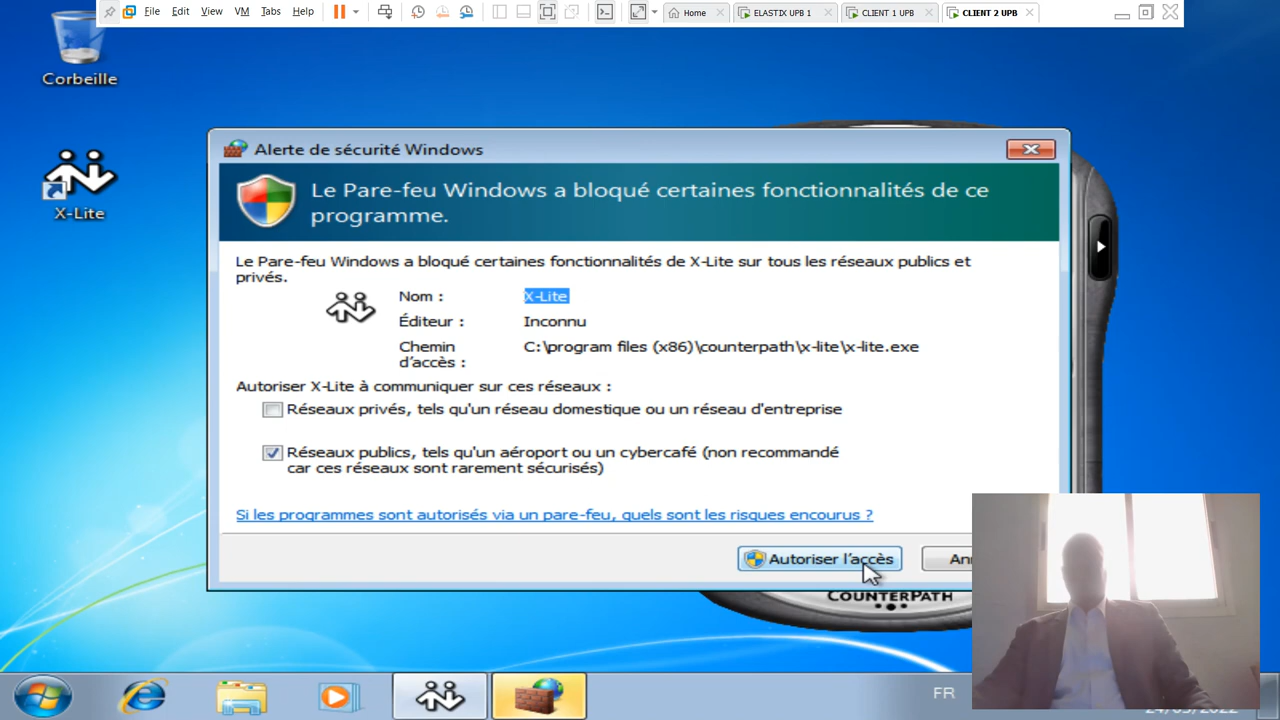 File Edit View VM Tabs Help Home ELASTIX UPB 1 CLIENT 1 UPB CLIENT 2 UPB
Corbeille
X-Lite
Alerte de sécurité Windows
Le Pare-feu Windows a bloqué certaines fonctionnalités de ce
programme.
Le Pare-feu Windows a bloqué certaines fonctionnalités de X-Lite sur tous les réseaux publics et
privés.
Nom : X-Lite
Éditeur : Inconnu
Chemin d'accès : C:\program files (x86)\counterpath\x-lite\x-lite.exe
Autoriser X-Lite à communiquer sur ces réseaux :
Réseaux privés, tels qu'un réseau domestique ou un réseau d'entreprise
Réseaux publics, tels qu'un aéroport ou un cybercafé (non recommandé
car ces réseaux sont rarement sécurisés)
Si les programmes sont autorisés via un pare-feu, quels sont les risques encourus ?
Autoriser l'accès
COUNTERPATH
FR